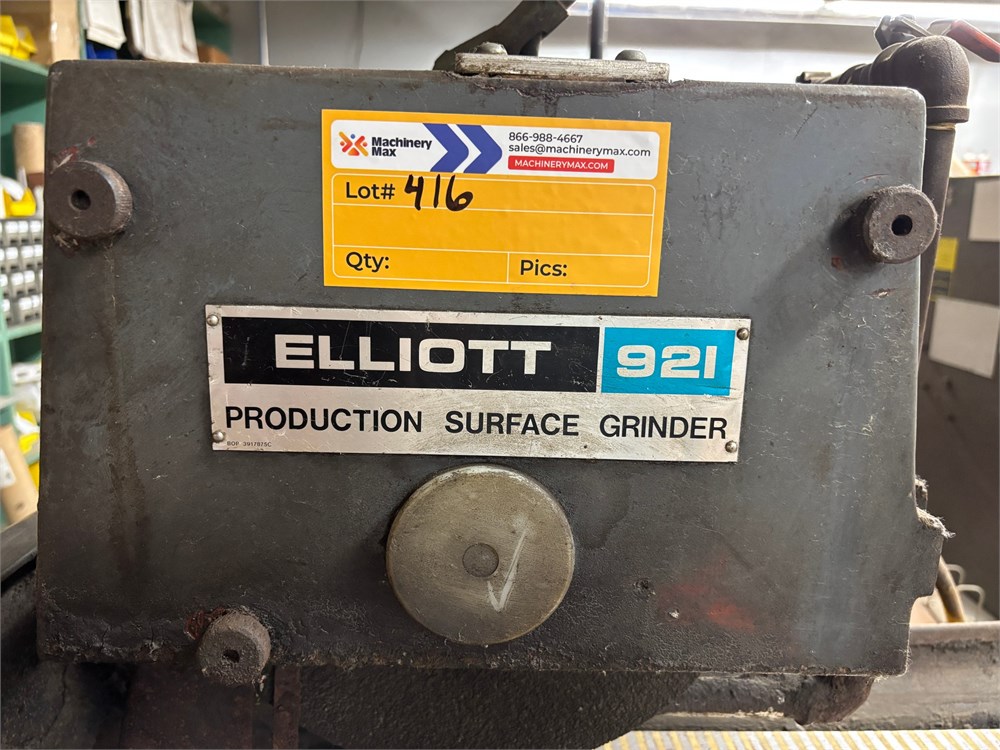 Machinery
Max
866-988-4667
sales@machinerymax.com
MACHINERYMAX.COM
Lot# 416
Qty:
Pics:
ELLIOTT 921
PRODUCTION SURFACE GRINDER